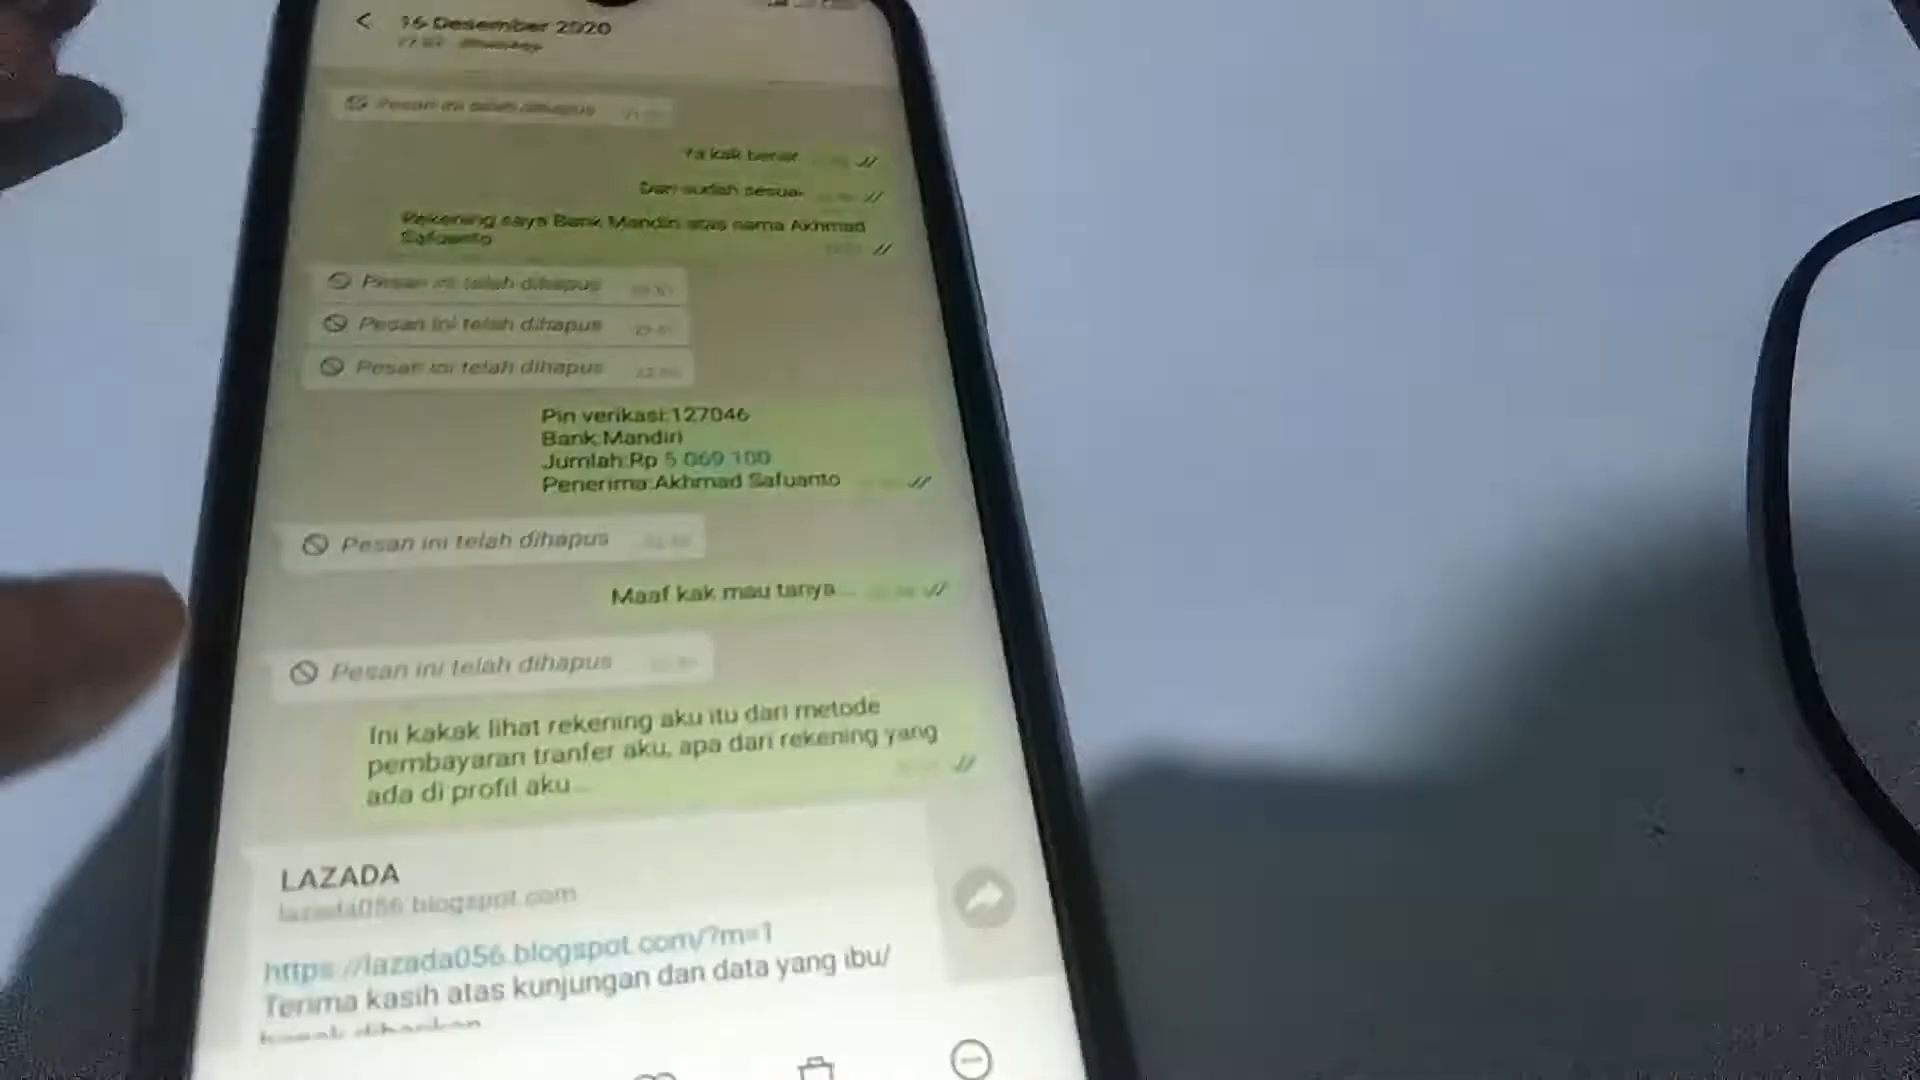 16 Desember 2020
Pesan ini telah dihapus
Ya kak benar
Dan sudah sesuai
Rekening saya Bank Mandiri atas nama Akhmad
Safuanto
Pesan ini telah dihapus
Pesan ini telah dihapus
Pesan ini telah dihapus
Pin verikasi:127046
Bank:Mandiri
Jumlah:Rp 5.069.100
Penerima:Akhmad Safuanto
Pesan ini telah dihapus
Maaf kak mau tanya...
Pesan ini telah dihapus
Ini kakak lihat rekening aku itu dari metode
pembayaran tranfer aku, apa dari rekening yang
ada di profil aku...
LAZADA
lazada056.blogspot.com
https://lazada056.blogspot.com/?m=1
Terima kasih atas kunjungan dan data yang ibu/